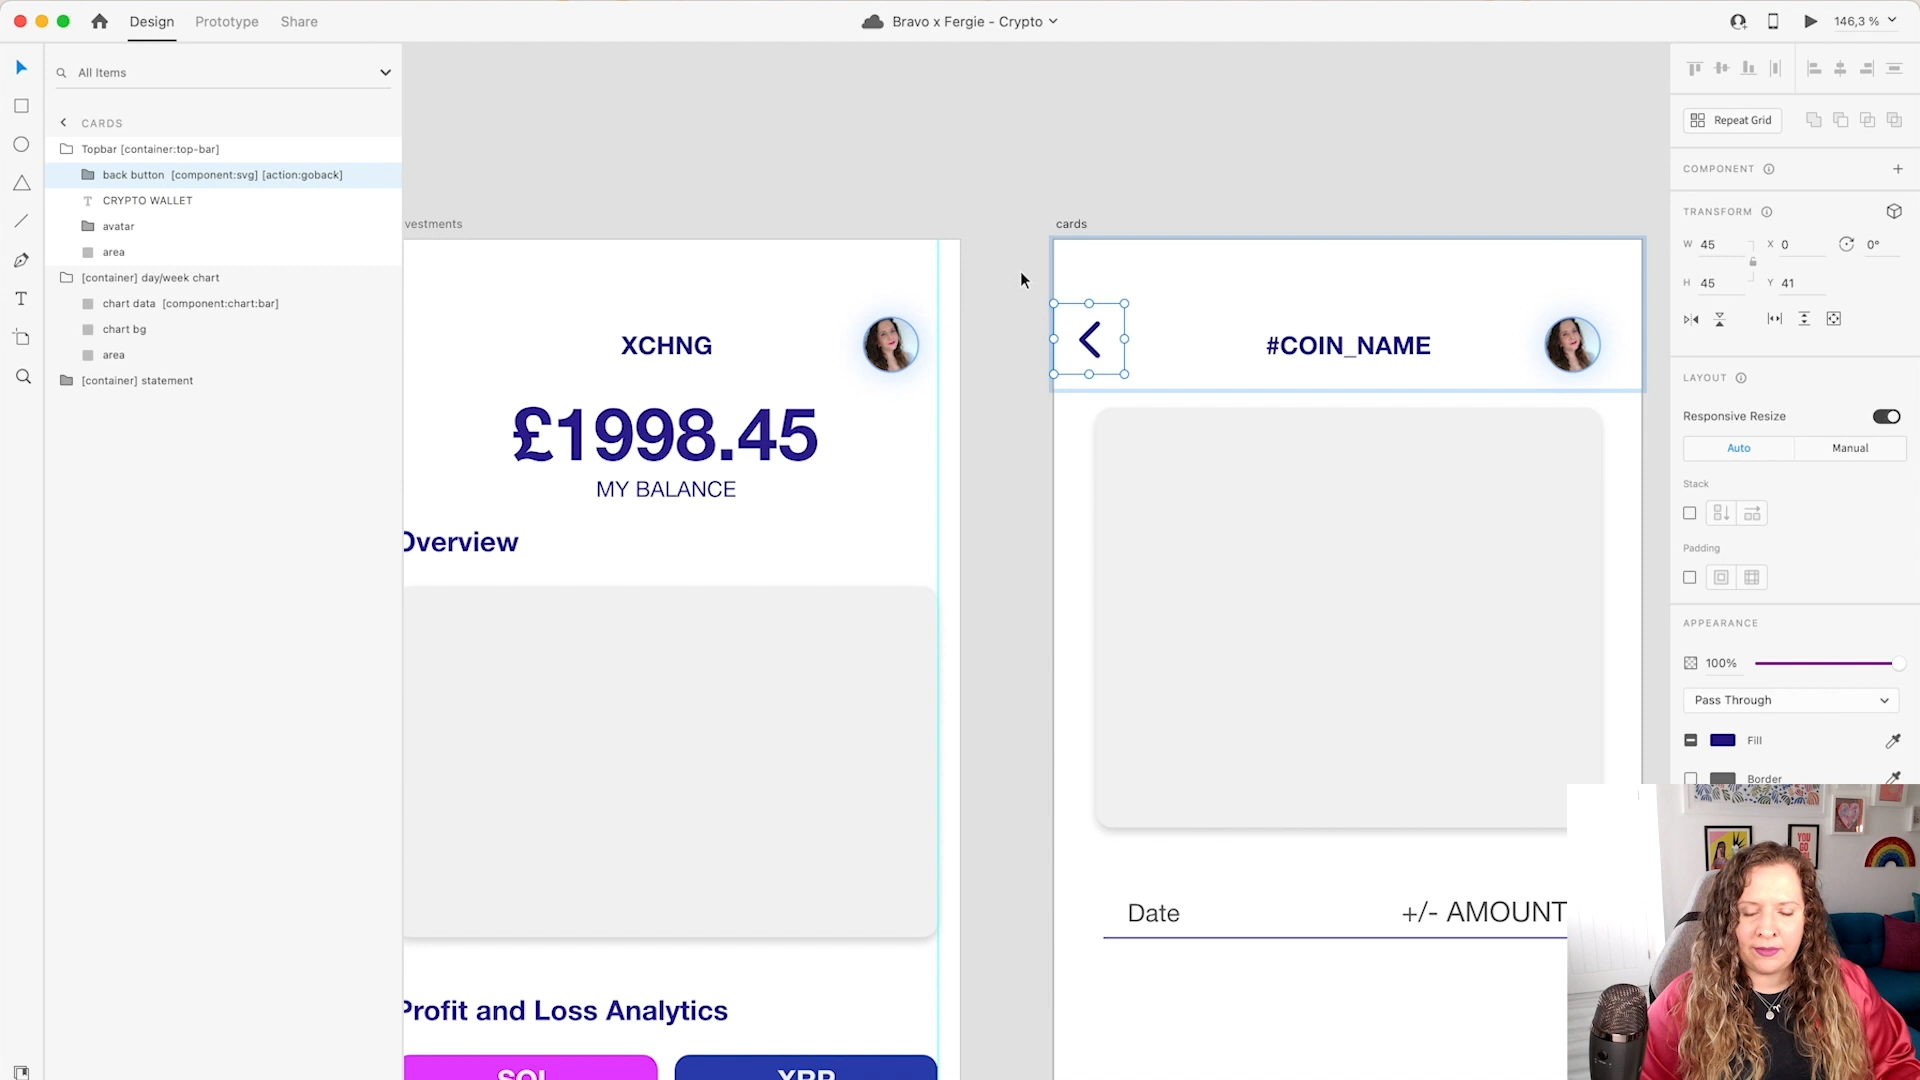 Design Prototype Share
Bravo x Fergie - Crypto
146,3 %
All Items
CARDS
Topbar [container:top-bar]
back button [component:svg] [action:goback]
CRYPTO WALLET
avatar
area
[container] day/week chart
chart data [component:chart:bar]
chart bg
area
[container] statement
vestments
XCHNG
£1998.45
MY BALANCE
Overview
Profit and Loss Analytics
SOL
XRP
cards
#COIN_NAME
Date
+/- AMOUNT
Repeat Grid
COMPONENT
TRANSFORM
W 45 X 0 0°
H 45 Y 41
LAYOUT
Responsive Resize
Auto Manual
Stack
Padding
APPEARANCE
100%
Pass Through
Fill
Border
YOU
GO